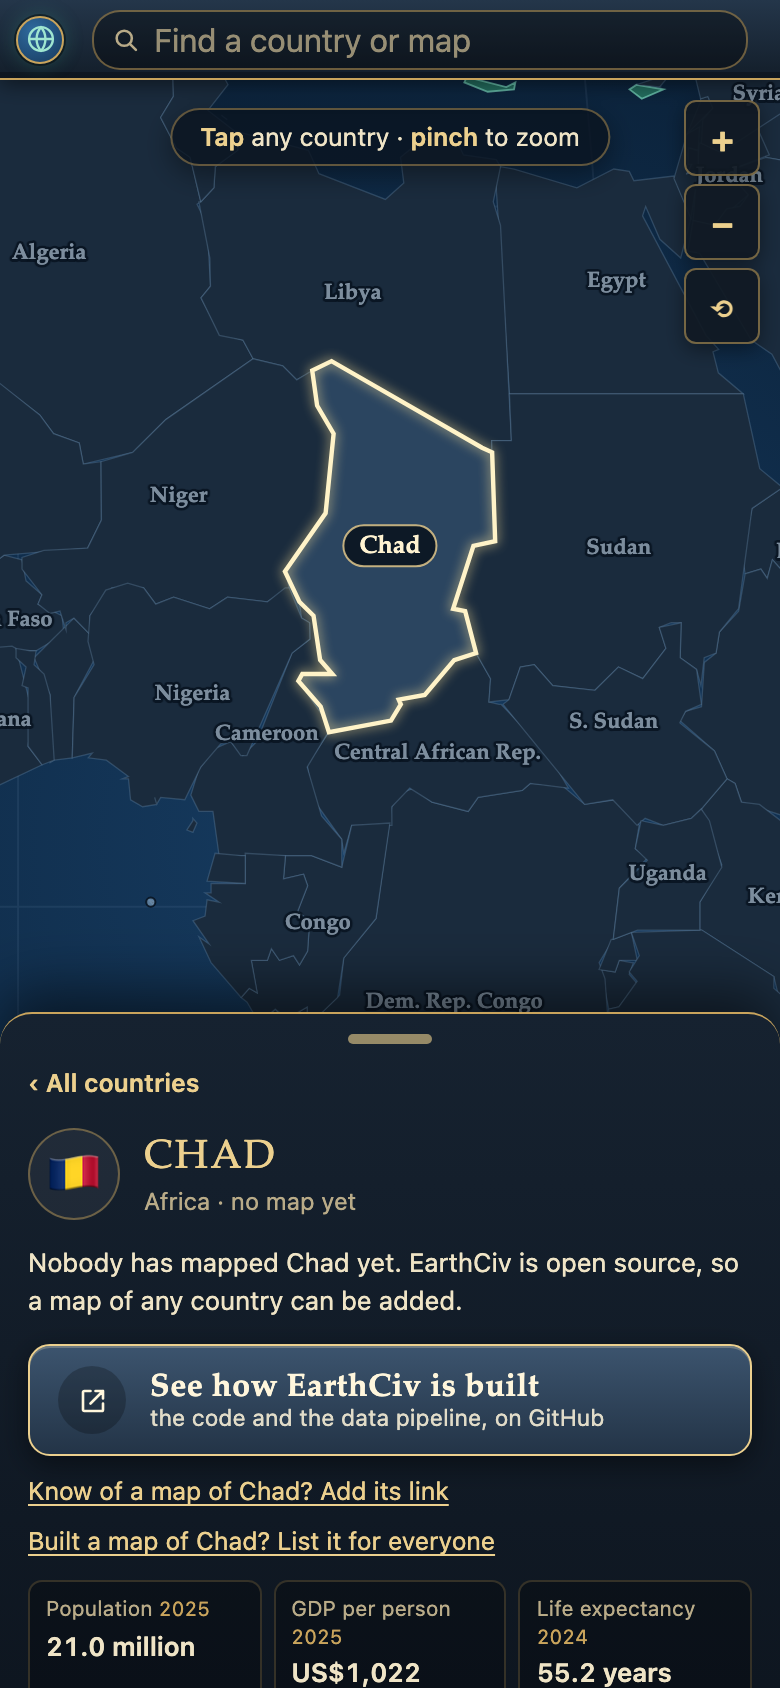 Find a country or map
Syria
Tap any country · pinch to zoom
+
Jordan
−
Algeria
Libya
Egypt
Niger
Chad
Sudan
Faso
Nigeria
ana
Cameroon
S. Sudan
Central African Rep.
Uganda
Ken
Congo
Dem. Rep. Congo
‹ All countries
CHAD
Africa · no map yet
Nobody has mapped Chad yet. EarthCiv is open source, so
a map of any country can be added.
See how EarthCiv is built
the code and the data pipeline, on GitHub
Know of a map of Chad? Add its link
Built a map of Chad? List it for everyone
Population 2025
21.0 million
GDP per person
2025
US$1,022
Life expectancy
2024
55.2 years